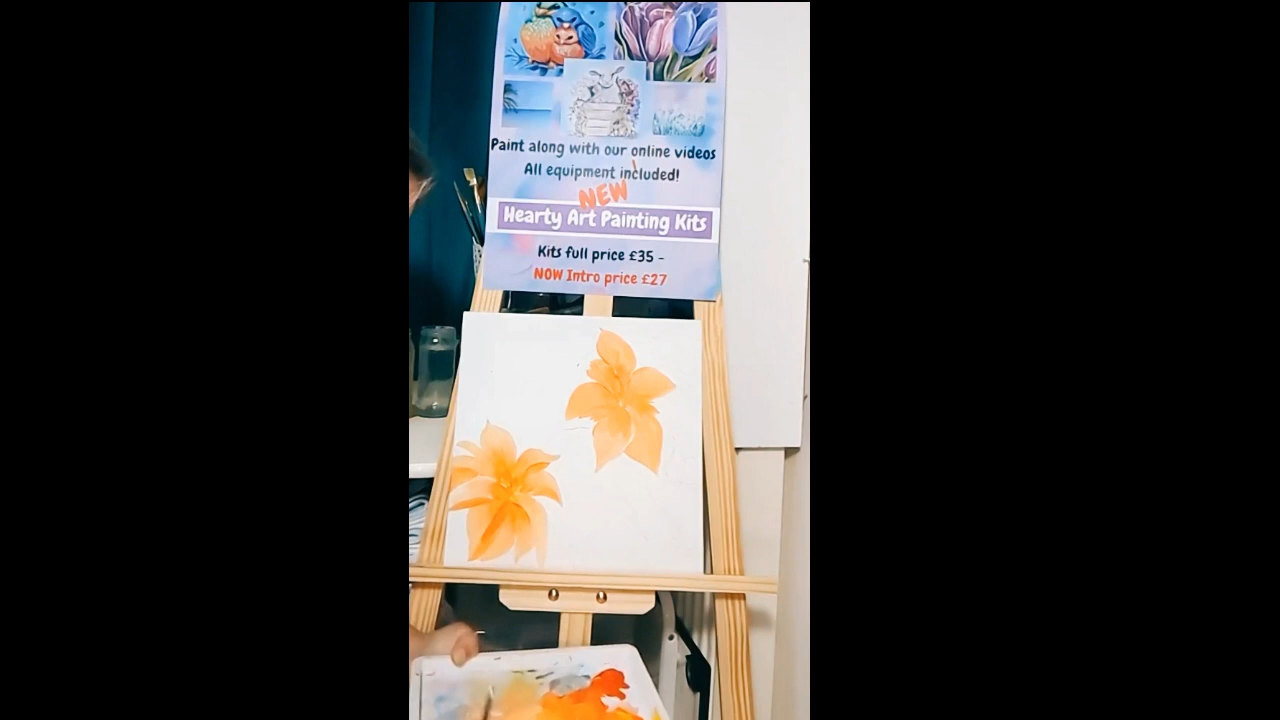 Paint along with our online videos
All equipment included!
NEW
Hearty Art Painting Kits
Kits full price £35 -
NOW Intro price £27